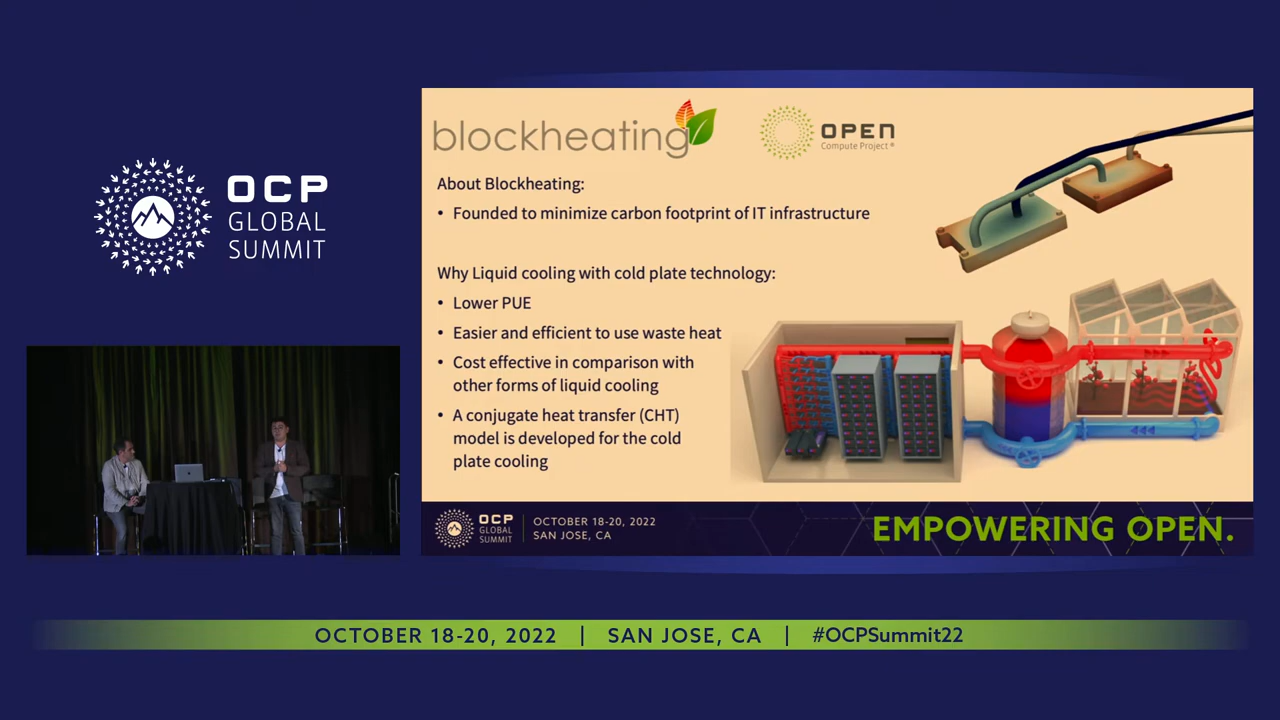 OCP
GLOBAL
SUMMIT
blockheating
OPEN
Compute Project®
About Blockheating:
• Founded to minimize carbon footprint of IT infrastructure
Why Liquid cooling with cold plate technology:
• Lower PUE
• Easier and efficient to use waste heat
• Cost effective in comparison with
other forms of liquid cooling
• A conjugate heat transfer (CHT)
model is developed for the cold
plate cooling
OCP
GLOBAL
SUMMIT
OCTOBER 18-20, 2022
SAN JOSE, CA
EMPOWERING OPEN.
OCTOBER 18-20, 2022 | SAN JOSE, CA | #OCPSummit22